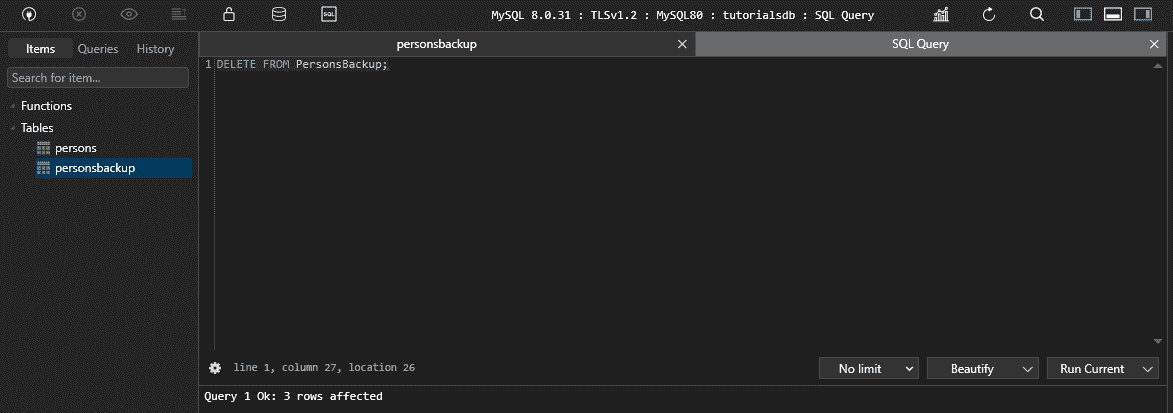 SQL
MySQL 8.0.31 : TLSv1.2 : MySQL80 : tutorialsdb : SQL Query
Items Queries History
personsbackup
SQL Query
Search for item...
1 DELETE FROM PersonsBackup;
Functions
Tables
persons
personsbackup
line 1, column 27, location 26
No limit
Beautify
Run Current
Query 1 Ok: 3 rows affected